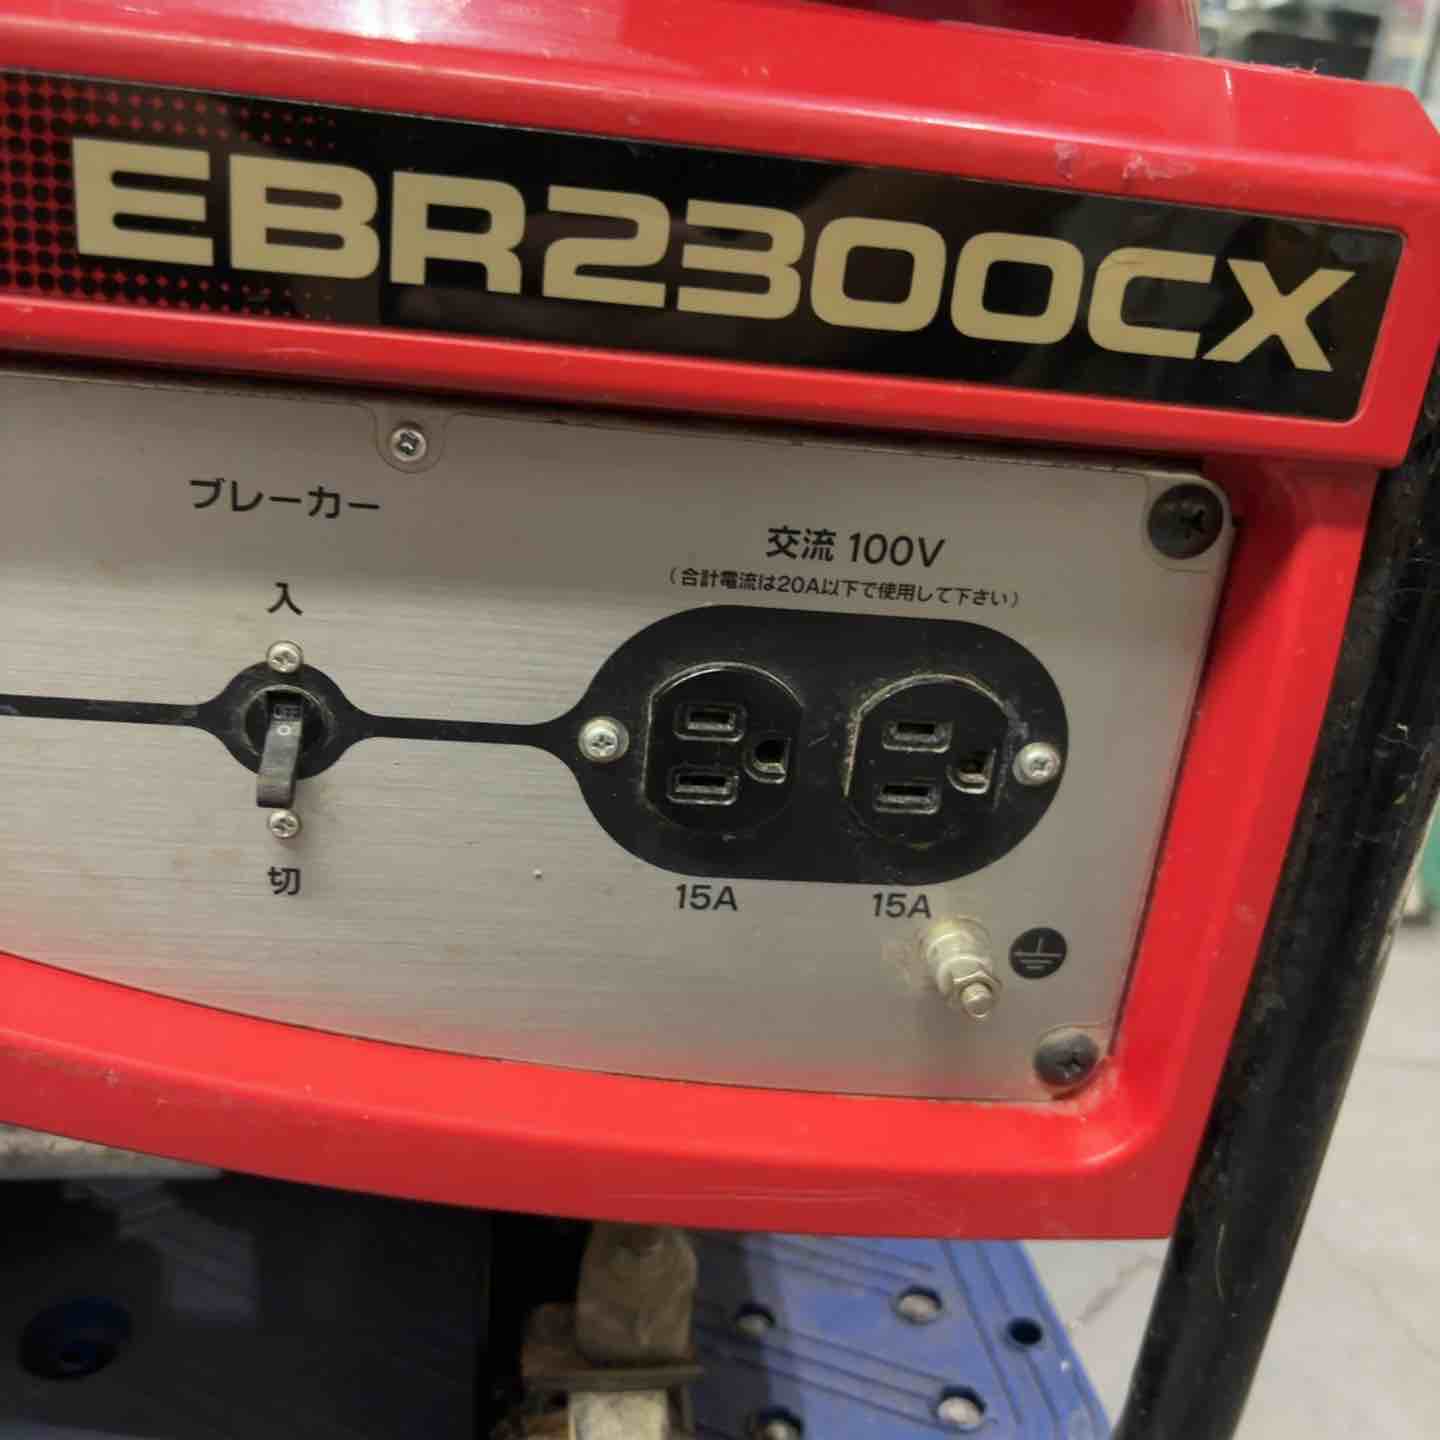 EBR2300CX
ブレーカー
交流 100V
(合計電流は20A以下で使用して下さい)
入
切
15A
15A